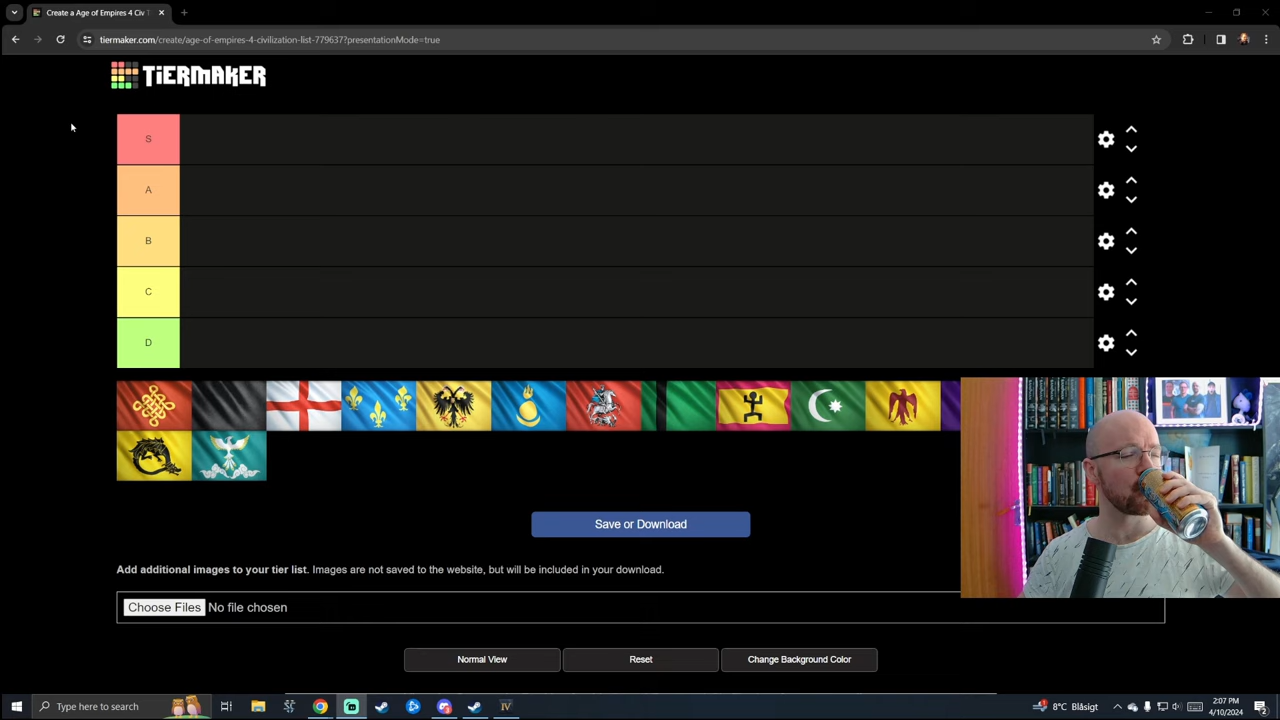 Create a Age of Empires 4 Civ T
tiermaker.com/create/age-of-empires-4-civilization-list-779637?presentationMode=true
TiERMAKER
S
A
B
C
D
Save or Download
Add additional images to your tier list. Images are not saved to the website, but will be included in your download.
Choose Files No file chosen
Normal View
Reset
Change Background Color
Type here to search
IV
8°C Blåsigt
2:07 PM
4/10/2024
2